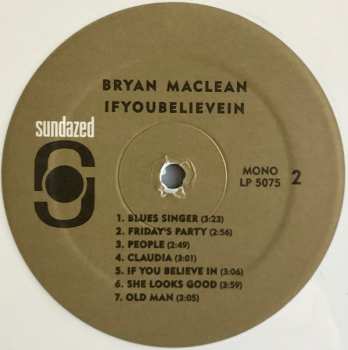 BRYAN MACLEAN
IFYOUBELIEVEIN
sundazed
MONO
LP 5075
2
1. BLUES SINGER (3:23)
2. FRIDAY'S PARTY (2:56)
3. PEOPLE (2:49)
4. CLAUDIA (3:01)
5. IF YOU BELIEVE IN (3:06)
6. SHE LOOKS GOOD (3:59)
7. OLD MAN (3:05)